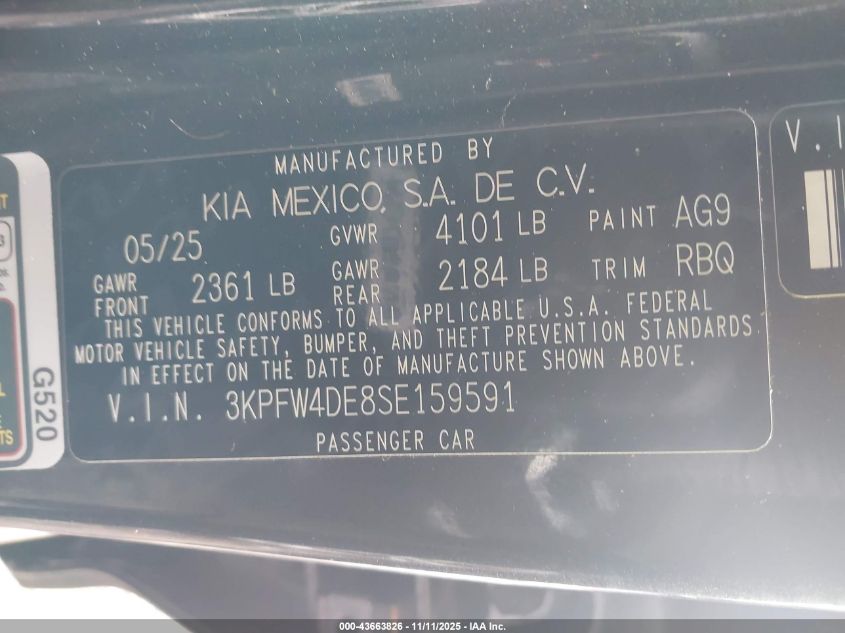 MANUFACTURED BY
KIA MEXICO, S.A. DE C.V.
05/25 GVWR 4101 LB PAINT AG9
GAWR FRONT 2361 LB GAWR REAR 2184 LB TRIM RBQ
THIS VEHICLE CONFORMS TO ALL APPLICABLE U.S.A. FEDERAL
MOTOR VEHICLE SAFETY, BUMPER, AND THEFT PREVENTION STANDARDS
IN EFFECT ON THE DATE OF MANUFACTURE SHOWN ABOVE.
V.I.N. 3KPFW4DE8SE159591
PASSENGER CAR
G520
V.I
000-43663826 - 11/11/2025 - IAA Inc.